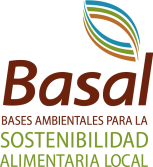 Basal
BASES AMBIENTALES PARA LA
SOSTENIBILIDAD
ALIMENTARIA LOCAL